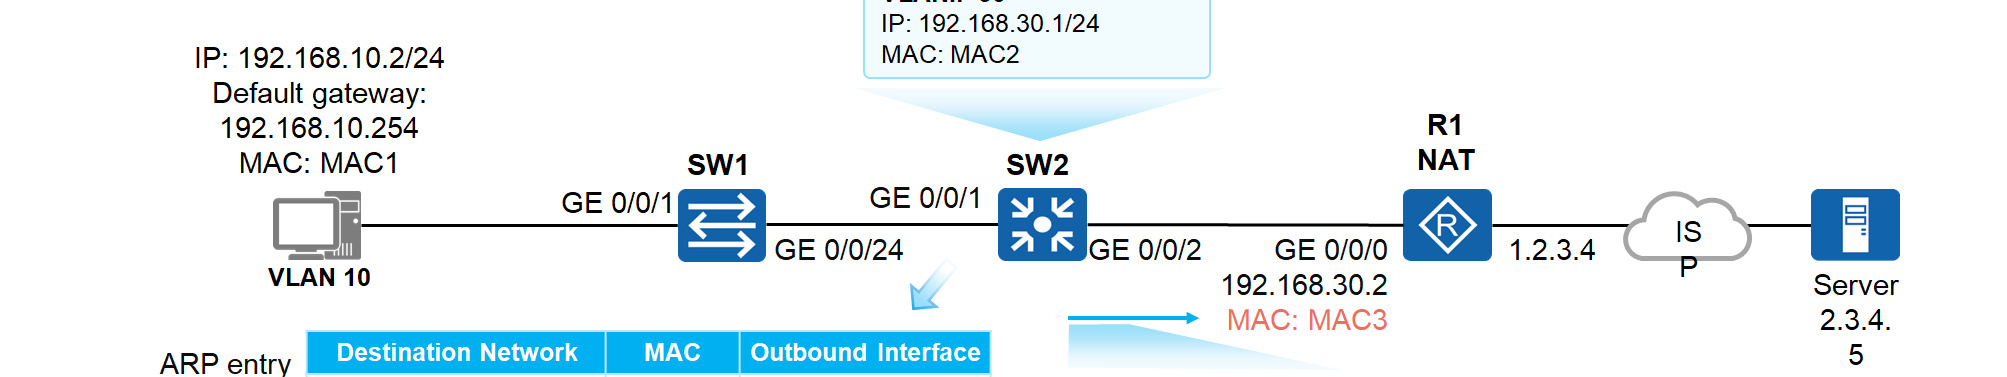 IP: 192.168.30.1/24
MAC: MAC2
IP: 192.168.10.2/24
Default gateway:
192.168.10.254
MAC: MAC1
VLAN 10
GE 0/0/1
SW1
GE 0/0/24
GE 0/0/1
SW2
GE 0/0/2
R1
NAT
R
GE 0/0/0
192.168.30.2
MAC: MAC3
1.2.3.4
IS
P
Server
2.3.4.
5
ARP entry
Destination Network MAC Outbound Interface